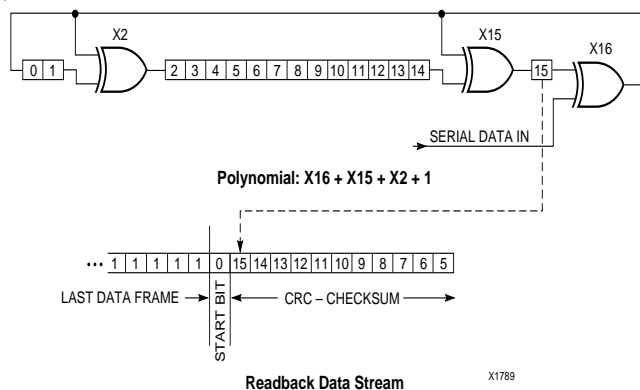 X2
X15
X16
0 1
2 3 4 5 6 7 8 9 10 11 12 13 14
15
SERIAL DATA IN
Polynomial: X16 + X15 + X2 + 1
••• 1 1 1 1 1 0 15 14 13 12 11 10 9 8 7 6 5
LAST DATA FRAME
START BIT
CRC – CHECKSUM
Readback Data Stream
X1789